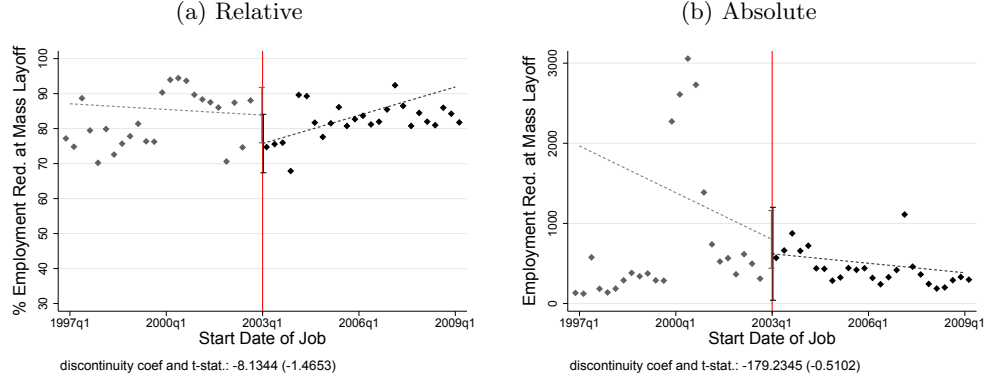 (a) Relative
% Employment Red. at Mass Layoff
100
90
80
70
60
50
40
30
1997q1 2000q1 2003q1 2006q1 2009q1
Start Date of Job
discontinuity coef and t-stat.: -8.1344 (-1.4653)
(b) Absolute
Employment Red. at Mass Layoff
3000
2000
1000
0
1997q1 2000q1 2003q1 2006q1 2009q1
Start Date of Job
discontinuity coef and t-stat.: -179.2345 (-0.5102)